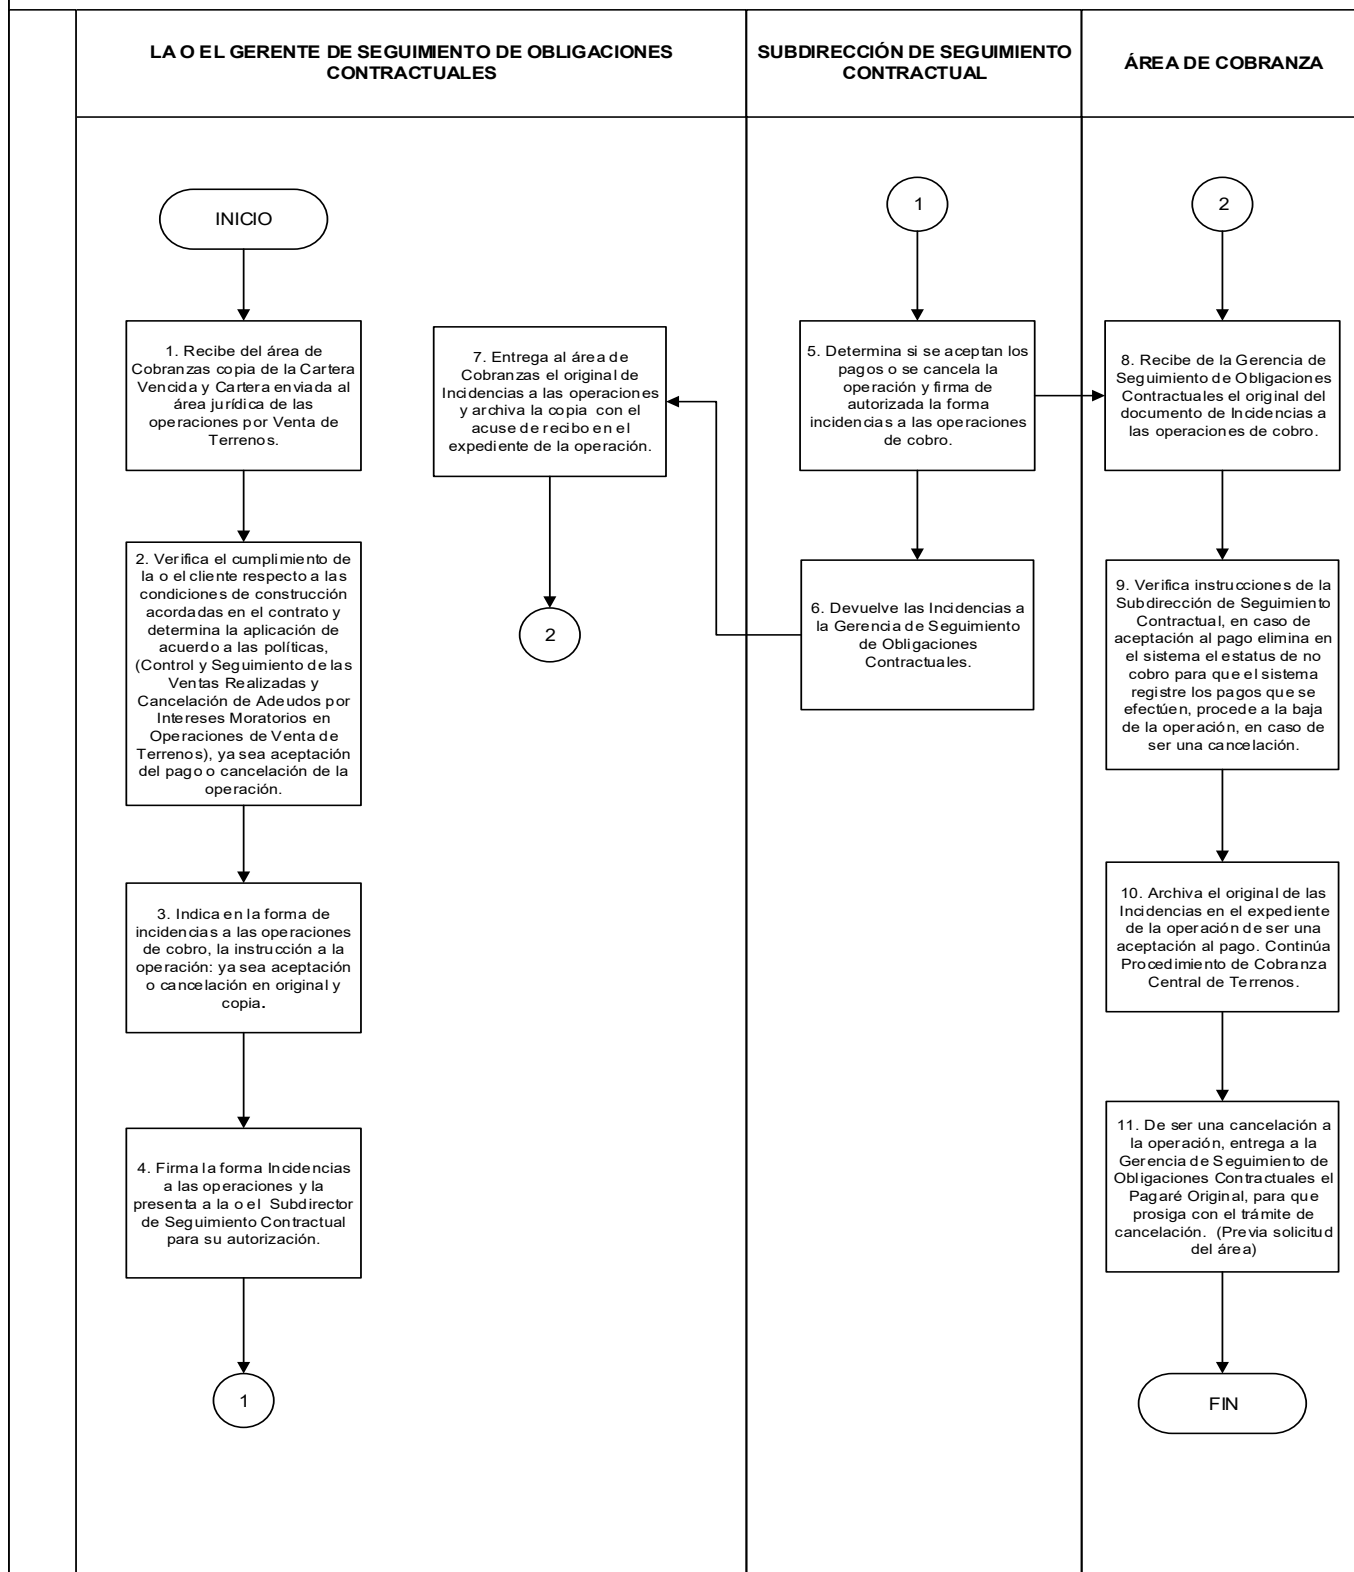 LA O EL GERENTE DE SEGUIMIENTO DE OBLIGACIONES
CONTRACTUALES
SUBDIRECCIÓN DE SEGUIMIENTO
CONTRACTUAL
ÁREA DE COBRANZA
INICIO
1. Recibe del área de
Cobranzas copia de la Cartera
Vencida y Cartera enviada al
área jurídica de las
operaciones por Venta de
Terrenos.
2. Verifica el cumplimiento de
la o el cliente respecto a las
condiciones de construcción
acordadas en el contrato y
determina la aplicación de
acuerdo a las políticas,
(Control y Seguimiento de las
Ventas Realizadas y
Cancelación de Adeudos por
Intereses Moratorios en
Operaciones de Venta de
Terrenos), ya sea aceptación
del pago o cancelación de la
operación.
3. Indica en la forma de
incidencias a las operaciones
de cobro, la instrucción a la
operación: ya sea aceptación
o cancelación en original y
copia.
4. Firma la forma Incidencias
a las operaciones y la
presenta a la o el Subdirector
de Seguimiento Contractual
para su autorización.
1
7. Entrega al área de
Cobranzas el original de
Incidencias a las operaciones
y archiva la copia con el
acuse de recibo en el
expediente de la operación.
2
1
5. Determina si se aceptan los
pagos o se cancela la
operación y firma de
autorizada la forma
incidencias a las operaciones
de cobro.
6. Devuelve las Incidencias a
la Gerencia de Seguimiento
de Obligaciones
Contractuales.
2
8. Recibe de la Gerencia de
Seguimiento de Obligaciones
Contractuales el original del
documento de Incidencias a
las operaciones de cobro.
9. Verifica instrucciones de la
Subdirección de Seguimiento
Contractual, en caso de
aceptación al pago elimina en
el sistema el estatus de no
cobro para que el sistema
registre los pagos que se
efectúen, procede a la baja
de la operación, en caso de
ser una cancelación.
10. Archiva el original de las
Incidencias en el expediente
de la operación de ser una
aceptación al pago. Continúa
Procedimiento de Cobranza
Central de Terrenos.
11. De ser una cancelación a
la operación, entrega a la
Gerencia de Seguimiento de
Obligaciones Contractuales el
Pagaré Original, para que
prosiga con el trámite de
cancelación. (Previa solicitud
del área)
FIN